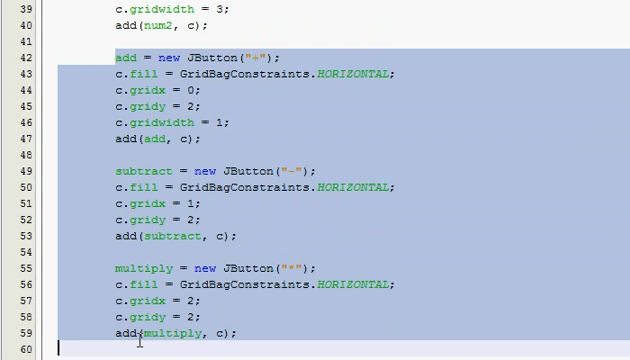 39 c.gridwidth = 3;
40 add(num2, c);
41
42 add = new JButton("+");
43 c.fill = GridBagConstraints.HORIZONTAL;
44 c.gridx = 0;
45 c.gridy = 2;
46 c.gridwidth = 1;
47 add(add, c);
48
49 subtract = new JButton("-");
50 c.fill = GridBagConstraints.HORIZONTAL;
51 c.gridx = 1;
52 c.gridy = 2;
53 add(subtract, c);
54
55 multiply = new JButton("*");
56 c.fill = GridBagConstraints.HORIZONTAL;
57 c.gridx = 2;
58 c.gridy = 2;
59 add(multiply, c);
60